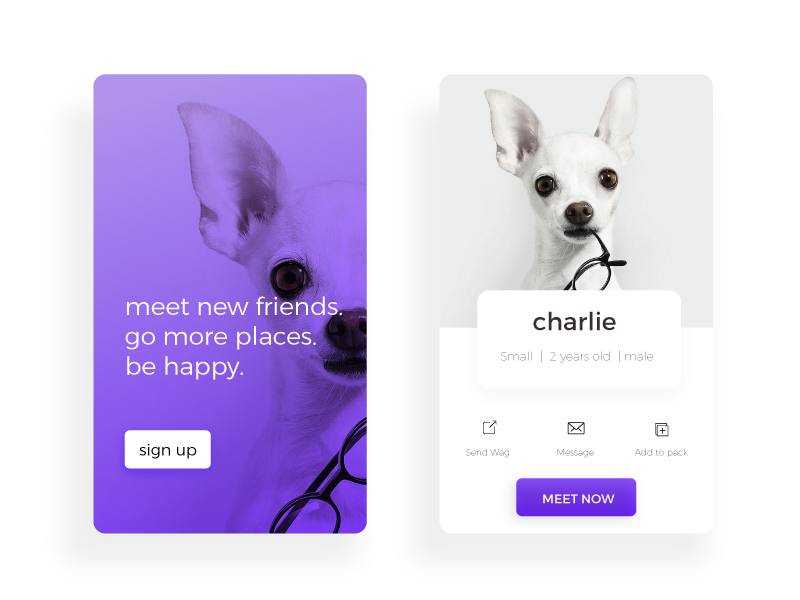 meet new friends.
go more places.
be happy.
sign up
charlie
Small | 2 years old | male
Send Wag
Message
Add to pack
MEET NOW